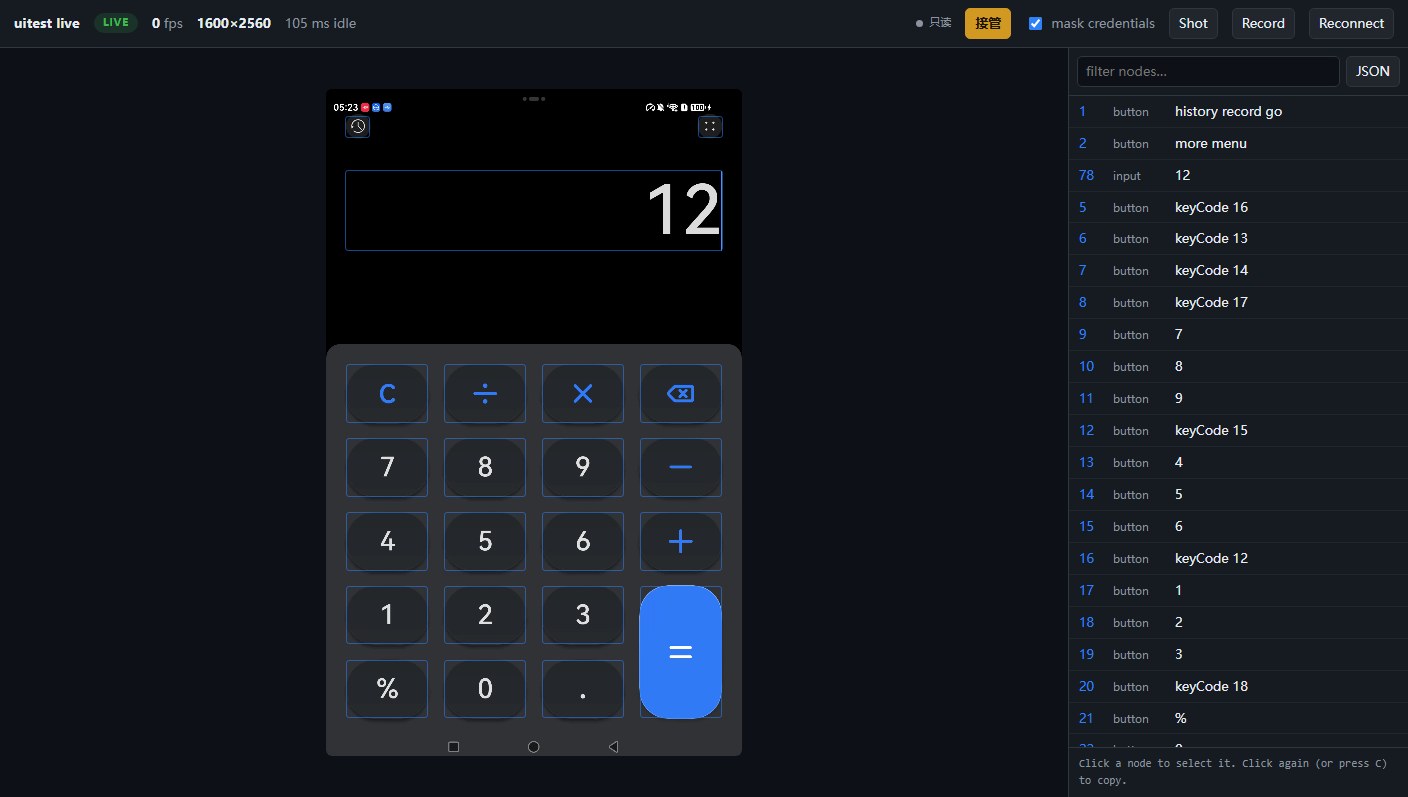 uitest live LIVE 0 fps 1600×2560 105 ms idle 只读 接管 mask credentials Shot Record Reconnect
05:23
12
C ÷ × 
7 8 9 −
4 5 6 +
1 2 3
=
% 0 .
filter nodes... JSON
1 button history record go
2 button more menu
78 input 12
5 button keyCode 16
6 button keyCode 13
7 button keyCode 14
8 button keyCode 17
9 button 7
10 button 8
11 button 9
12 button keyCode 15
13 button 4
14 button 5
15 button 6
16 button keyCode 12
17 button 1
18 button 2
19 button 3
20 button keyCode 18
21 button %
Click a node to select it. Click again (or press C)
to copy.